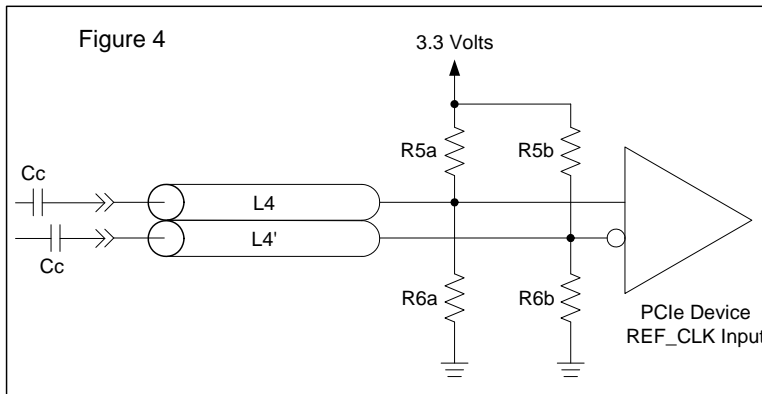 Figure 4
3.3 Volts
R5a
R5b
Cc
L4
L4'
Cc
R6a
R6b
PCIe Device
REF_CLK Input